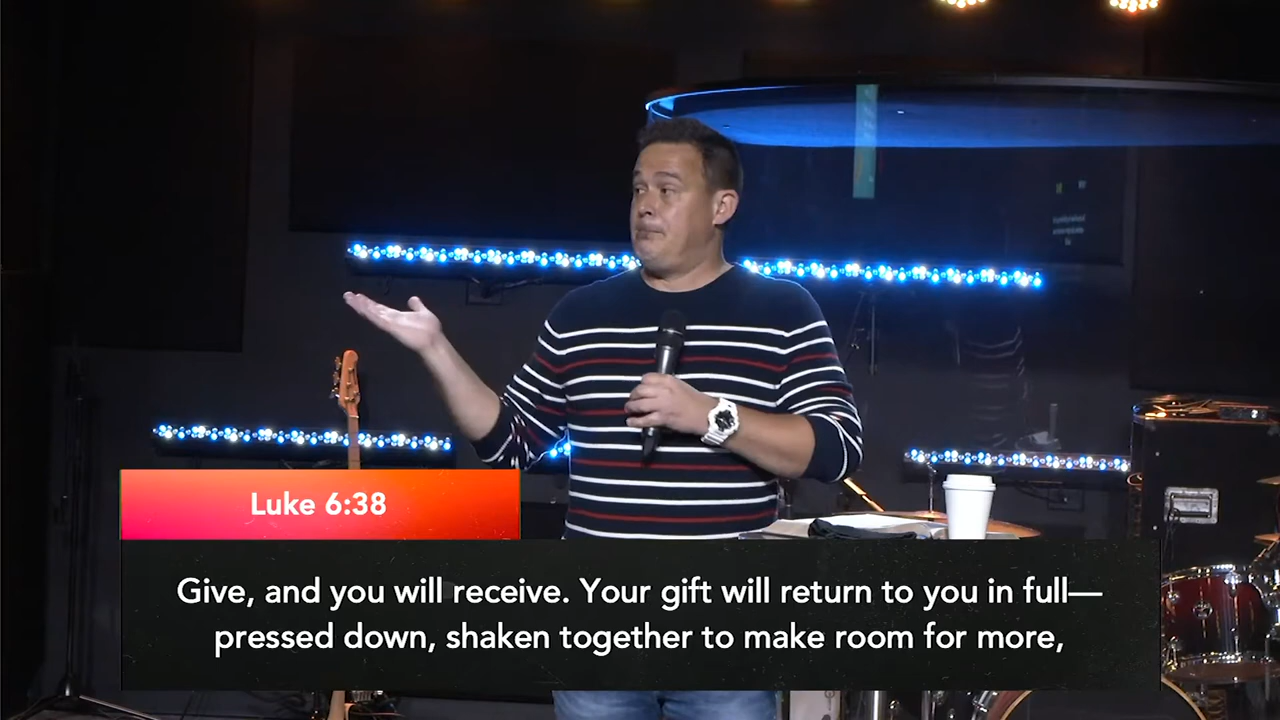 Luke 6:38
Give, and you will receive. Your gift will return to you in full—
pressed down, shaken together to make room for more,